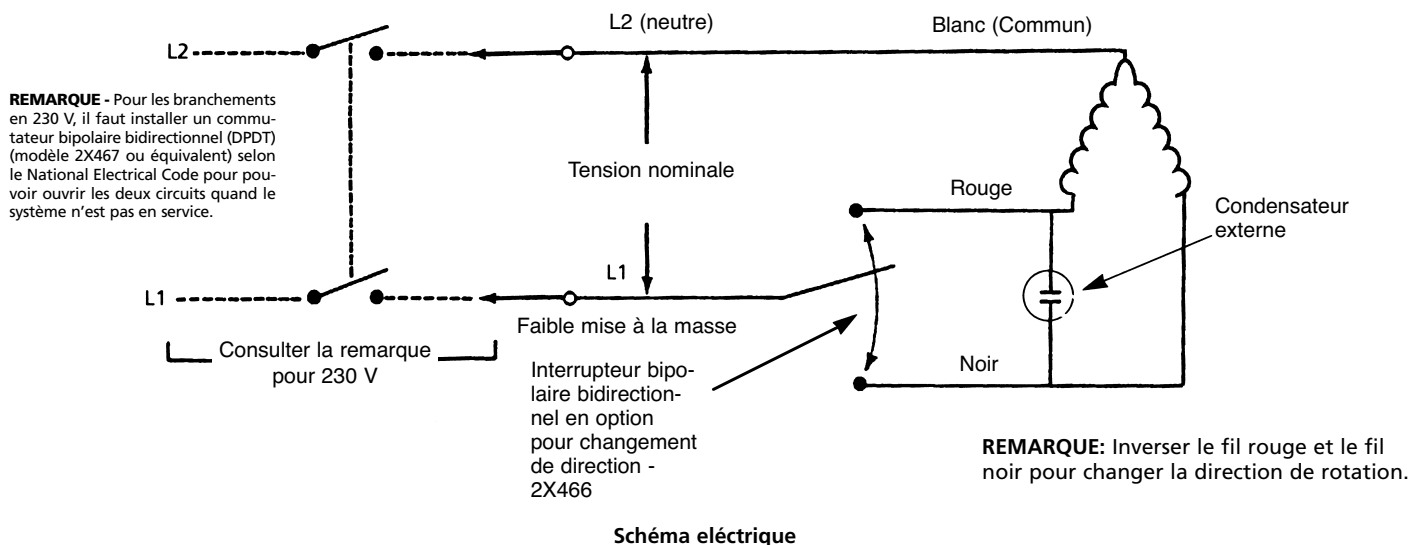 L2 (neutre)
Blanc (Commun)
L2
REMARQUE - Pour les branchements
en 230 V, il faut installer un commu-
tateur bipolaire bidirectionnel (DPDT)
(modèle 2X467 ou équivalent) selon
le National Electrical Code pour pou-
voir ouvrir les deux circuits quand le
système n'est pas en service.
Tension nominale
Rouge
Condensateur
externe
L1
L1
Faible mise à la masse
Consulter la remarque
pour 230 V
Interrupteur bipo-
laire bidirection-
nel en option
pour changement
de direction -
2X466
Noir
REMARQUE: Inverser le fil rouge et le fil
noir pour changer la direction de rotation.
Schéma eléctrique